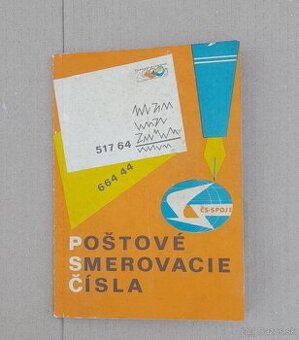 517 64
664 44
ČS-SPOJE
POŠTOVÉ
SMEROVACIE
ČÍSLA